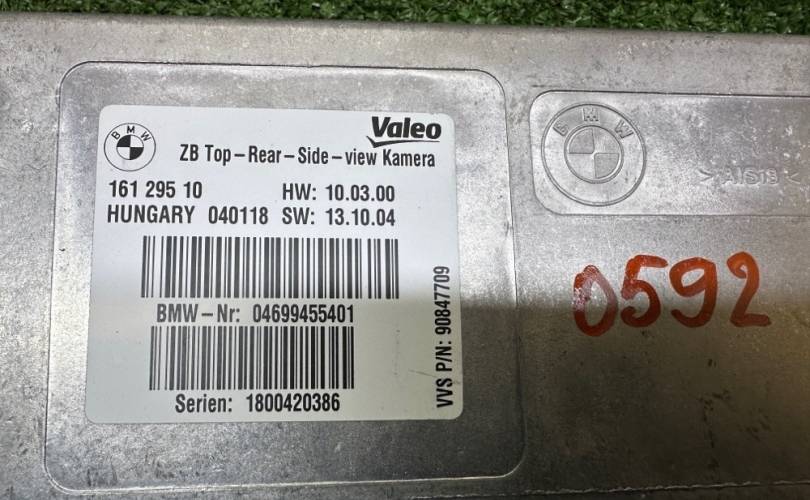 BMW
Valeo
ZB Top-Rear-Side-view Kamera
161 295 10 HW: 10.03.00
HUNGARY 040118 SW: 13.10.04
BMW-Nr: 04699455401
Serien: 1800420386
VVS P/N: 90847709
BMW
0592